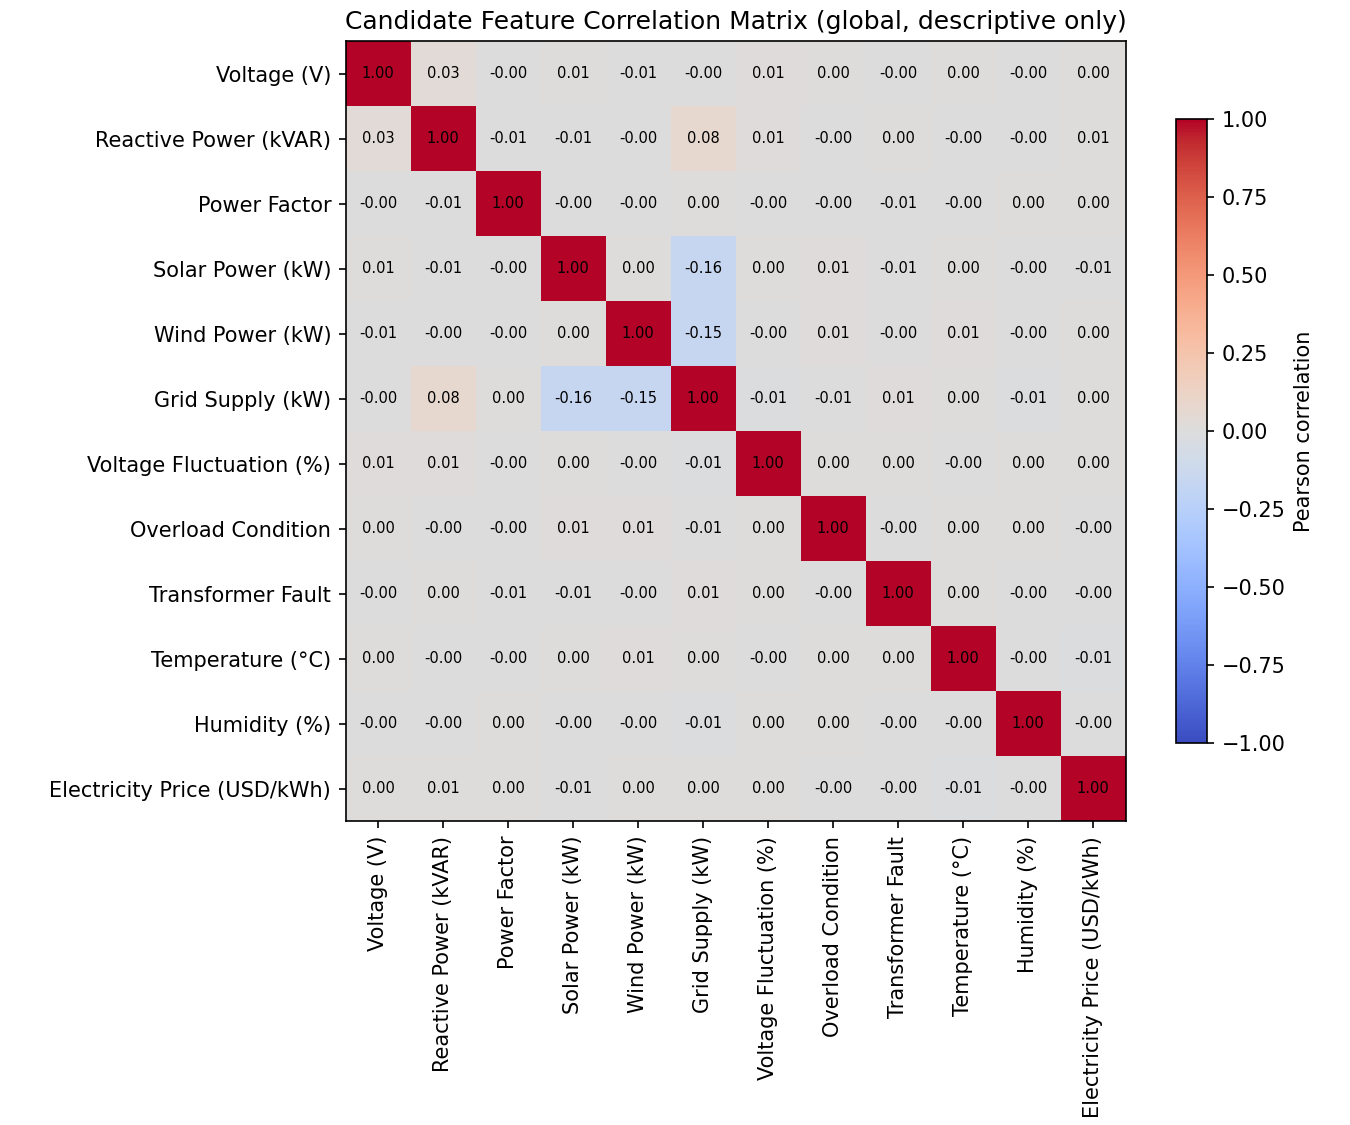 Candidate Feature Correlation Matrix (global, descriptive only)
Voltage (V) 1.00 0.03 -0.00 0.01 -0.01 -0.00 0.01 0.00 -0.00 0.00 -0.00 0.00
Reactive Power (kVAR) 0.03 1.00 -0.01 -0.01 -0.00 0.08 0.01 -0.00 0.00 -0.00 -0.00 0.01
Power Factor -0.00 -0.01 1.00 -0.00 -0.00 0.00 -0.00 -0.00 -0.01 -0.00 0.00 0.00
Solar Power (kW) 0.01 -0.01 -0.00 1.00 0.00 -0.16 0.00 0.01 -0.01 0.00 -0.00 -0.01
Wind Power (kW) -0.01 -0.00 -0.00 0.00 1.00 -0.15 -0.00 0.01 -0.00 0.01 -0.00 0.00
Grid Supply (kW) -0.00 0.08 0.00 -0.16 -0.15 1.00 -0.01 -0.01 0.01 0.00 -0.01 0.00
Voltage Fluctuation (%) 0.01 0.01 -0.00 0.00 -0.00 -0.01 1.00 0.00 0.00 -0.00 0.00 0.00
Overload Condition 0.00 -0.00 -0.00 0.01 0.01 -0.01 0.00 1.00 -0.00 0.00 0.00 -0.00
Transformer Fault -0.00 0.00 -0.01 -0.01 -0.00 0.01 0.00 -0.00 1.00 0.00 -0.00 -0.00
Temperature (°C) 0.00 -0.00 -0.00 0.00 0.01 0.00 -0.00 0.00 0.00 1.00 -0.00 -0.01
Humidity (%) -0.00 -0.00 0.00 -0.00 -0.00 -0.01 0.00 0.00 -0.00 -0.00 1.00 -0.00
Electricity Price (USD/kWh) 0.00 0.01 0.00 -0.01 0.00 0.00 0.00 -0.00 -0.00 -0.01 -0.00 1.00
Voltage (V)
Reactive Power (kVAR)
Power Factor
Solar Power (kW)
Wind Power (kW)
Grid Supply (kW)
Voltage Fluctuation (%)
Overload Condition
Transformer Fault
Temperature (°C)
Humidity (%)
Electricity Price (USD/kWh)
1.00
0.75
0.50
0.25
0.00
−0.25
−0.50
−0.75
−1.00
Pearson correlation